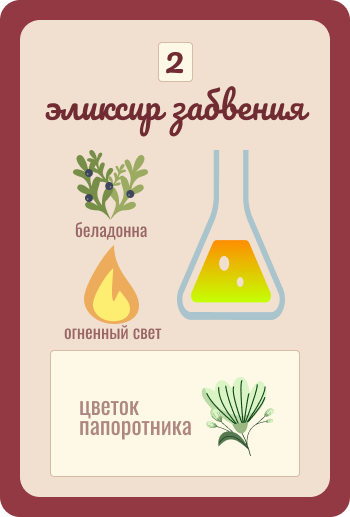 2
эликсир забвения
беладонна
огненный свет
цветок
папоротника